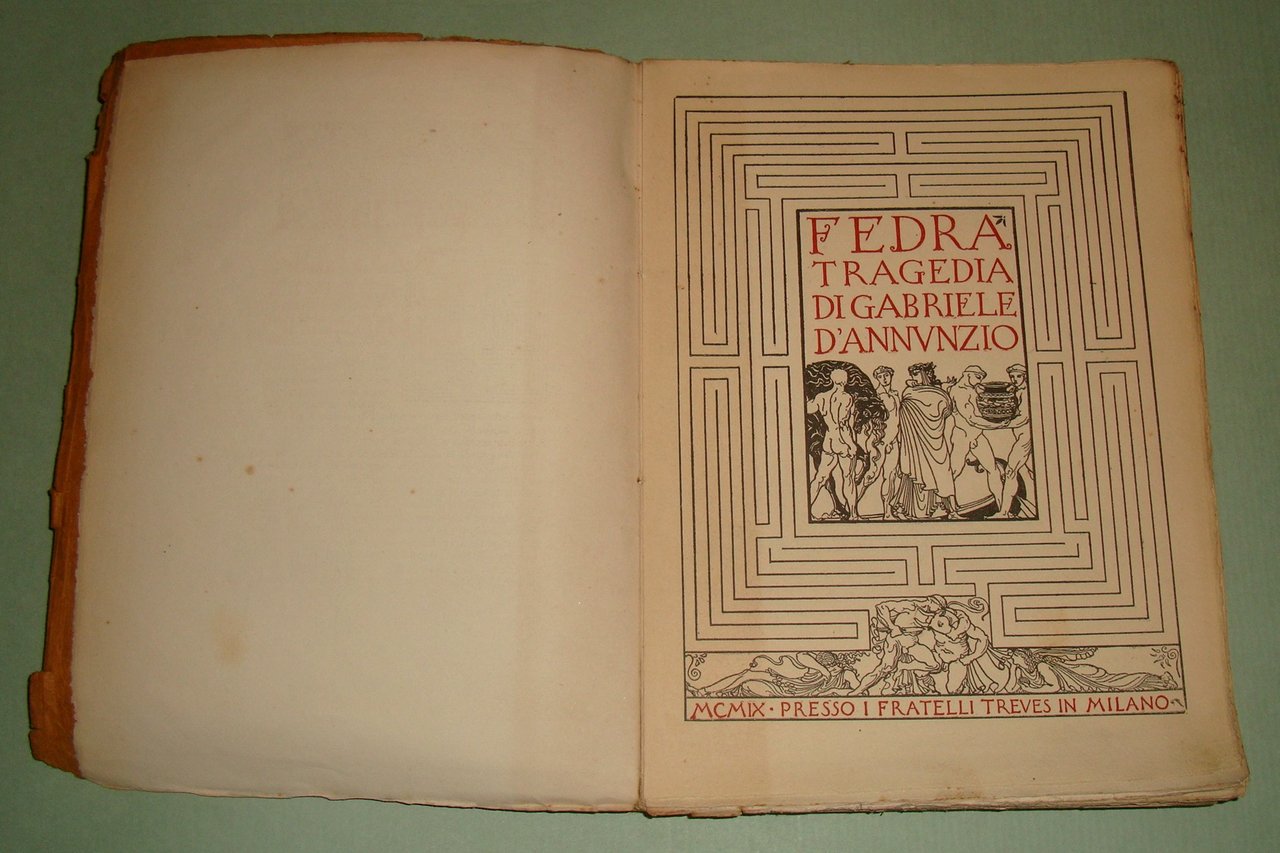 FEDRA
TRAGEDIA
DI GABRIELE
D'ANNVNZIO
MCMIX · PRESSO I FRATELLI TREVES IN MILANO